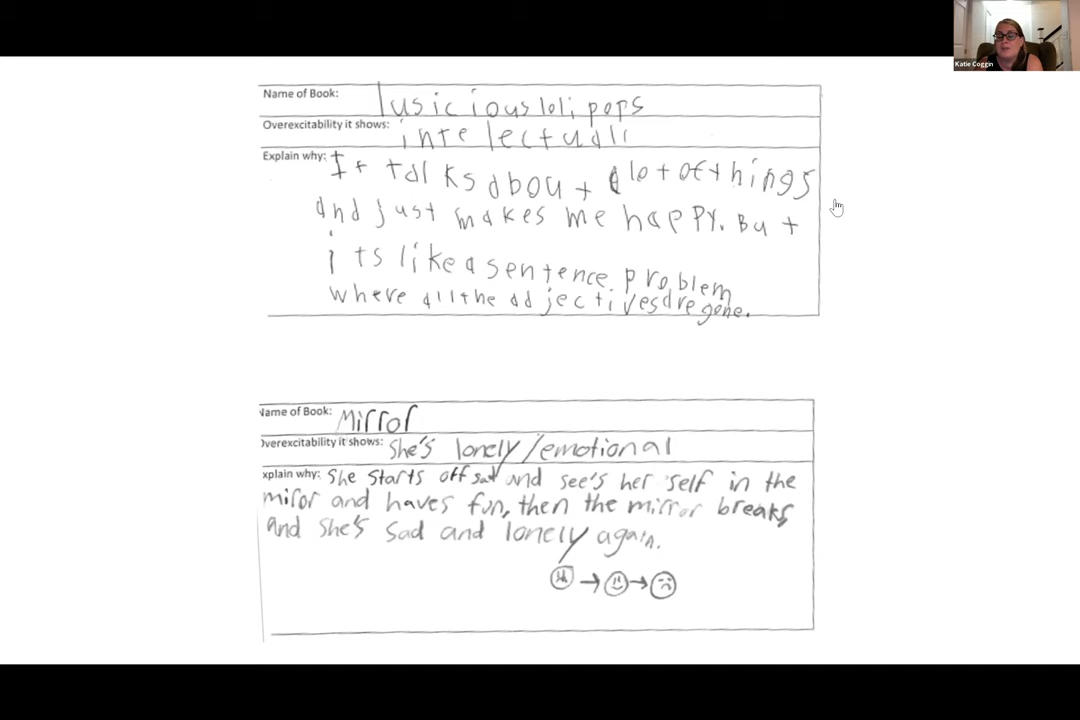 Katie Coggin
Name of Book: lusicious lolipops
Overexcitability it shows: intelectuall
Explain why: It talks about a lot of things
and just makes me happy. But
its like a sentence problem
where all the adjectives are gone.
Name of Book: Mirror
Overexcitability it shows: She's lonely/emotional
xplain why: She starts off sad and see's her self in the
miror and haves fun, then the mirror breaks
and she's sad and lonely again.